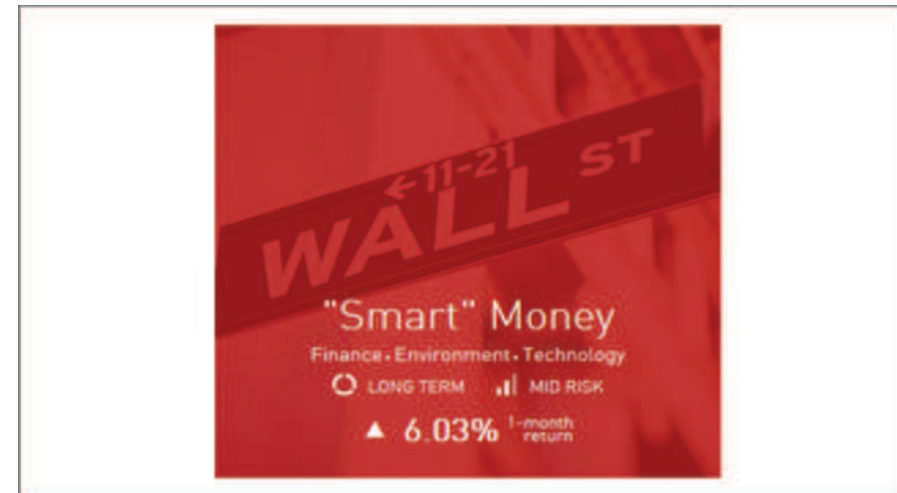 ←11-21
WALL ST
"Smart" Money
Finance • Environment • Technology
LONG TERM MID RISK
▲ 6.03% 1-month return